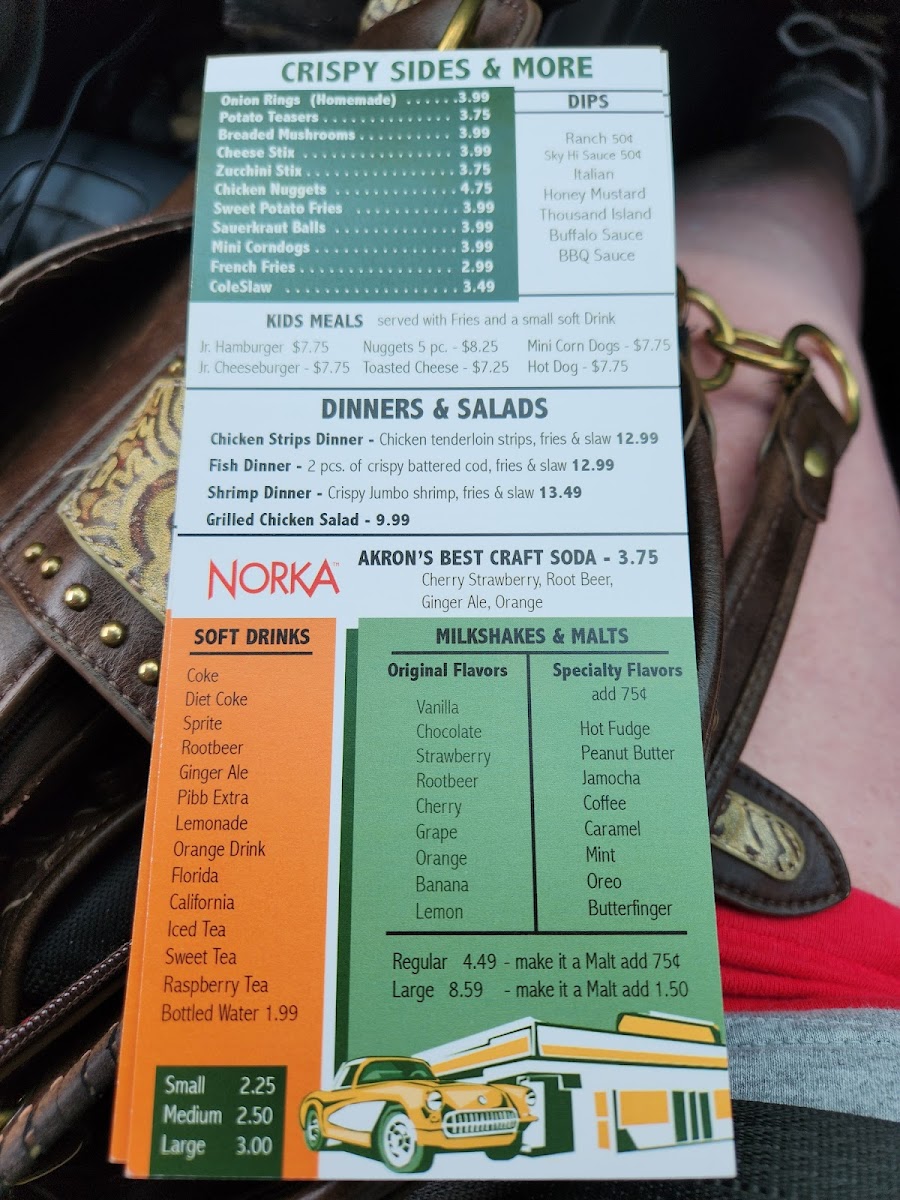 CRISPY SIDES & MORE
Onion Rings (Homemade) ......3.99
Potato Teasers............... 3.75
Breaded Mushrooms.......... 3.99
Cheese Stix ................. 3.99
Zucchini Stix................. 3.75
Chicken Nuggets ............. 4.75
Sweet Potato Fries ........... 3.99
Sauerkraut Balls ............. 3.99
Mini Corndogs ............... 3.99
French Fries................. 2.99
ColeSlaw .................... 3.49
DIPS
Ranch 50¢
Sky Hi Sauce 50¢
Italian
Honey Mustard
Thousand Island
Buffalo Sauce
BBQ Sauce
KIDS MEALS served with Fries and a small soft Drink
Jr. Hamburger $7.75 Nuggets 5 pc. - $8.25 Mini Corn Dogs - $7.75
Jr. Cheeseburger - $7.75 Toasted Cheese - $7.25 Hot Dog - $7.75
DINNERS & SALADS
Chicken Strips Dinner - Chicken tenderloin strips, fries & slaw 12.99
Fish Dinner - 2 pcs. of crispy battered cod, fries & slaw 12.99
Shrimp Dinner - Crispy Jumbo shrimp, fries & slaw 13.49
Grilled Chicken Salad - 9.99
NORKA™
AKRON'S BEST CRAFT SODA - 3.75
Cherry Strawberry, Root Beer,
Ginger Ale, Orange
SOFT DRINKS
Coke
Diet Coke
Sprite
Rootbeer
Ginger Ale
Pibb Extra
Lemonade
Orange Drink
Florida
California
Iced Tea
Sweet Tea
Raspberry Tea
Bottled Water 1.99
Small 2.25
Medium 2.50
Large 3.00
MILKSHAKES & MALTS
Original Flavors
Vanilla
Chocolate
Strawberry
Rootbeer
Cherry
Grape
Orange
Banana
Lemon
Specialty Flavors
add 75¢
Hot Fudge
Peanut Butter
Jamocha
Coffee
Caramel
Mint
Oreo
Butterfinger
Regular 4.49 - make it a Malt add 75¢
Large 8.59 - make it a Malt add 1.50